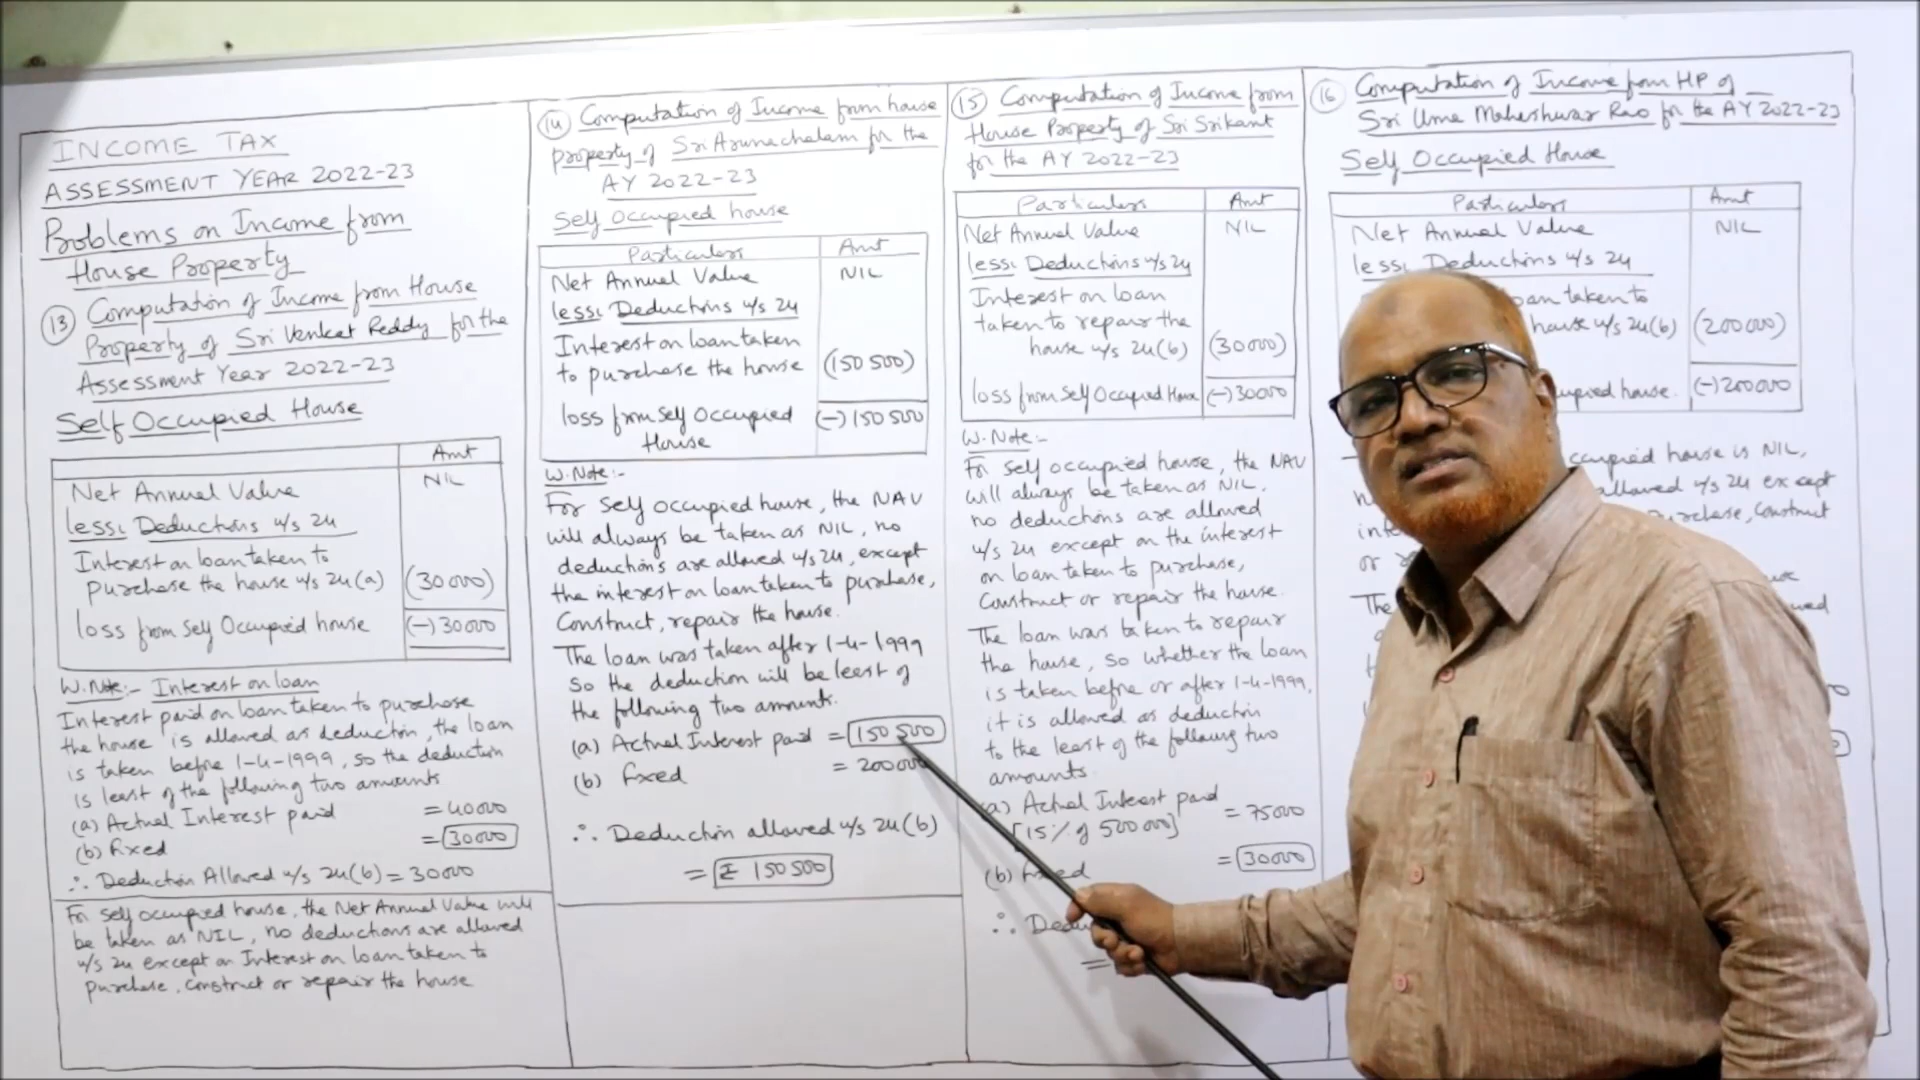 INCOME TAX
ASSESSMENT YEAR 2022-23
Problems on Income from
House Property
(13) Computation of Income from House
Property of Sri Venket Reddy for the
Assessment Year 2022-23
Self Occupied House
Amt
Net Annual Value NIL
less: Deductions u/s 24
Interest on loan taken to
purchase the house u/s 24(a) (30000)
loss from self Occupied house (-) 30000
W.Note:- Interest on loan
Interest paid on loan taken to purchase
the house is allowed as deduction, the loan
is taken before 1-4-1999, so the deduction
is least of the following two amounts
(a) Actual Interest paid = 40000
(b) fixed = 30000
∴ Deduction Allowed u/s 24(b) = 30000
For self occupied house, the Net Annual Value will
be taken as NIL, no deductions are allowed
u/s 24 except on Interest on loan taken to
purchase, construct or repair the house
(14) Computation of Income from house
property of Sri Arunachalam for the
AY 2022-23
Self Occupied house
Particulars Amt
Net Annual Value NIL
less: Deductions u/s 24
Interest on loan taken
to purchase the house (150500)
loss from Self Occupied (-) 150500
House
W.Note:-
For Self occupied house, the NAV
will always be taken as NIL, no
deductions are allowed u/s 24, except
the interest on loan taken to purchase,
Construct, repair the house.
The loan was taken after 1-4-1999
So the deduction will be least of
the following two amounts.
(a) Actual Interest paid = 150500
(b) fixed = 200000
∴ Deduction allowed u/s 24(b)
= ₹ 150500
(15) Computation of Income from
House Property of Sri Srikant
for the AY 2022-23
Particulars Amt
Net Annual Value NIL
less: Deductions u/s 24
Interest on loan
taken to repair the
house u/s 24(b) (30000)
loss from Self Occupied House (-) 30000
W.Note:-
For self occupied house, the NAV
will always be taken as NIL.
no deductions are allowed
u/s 24 except on the interest
on loan taken to purchase,
Construct or repair the house.
The loan was taken to repair
the house, so whether the loan
is taken before or after 1-4-1999,
it is allowed as deduction
to the least of the following two
amounts.
(a) Actual Interest paid = 75000
[15% of 500000]
(b) fixed = 30000
∴
=
(16) Computation of Income from HP of
Sri Uma Maheshwar Rao for the AY 2022-23
Self Occupied House
Particulars Amt
Net Annual Value NIL
less: Deductions u/s 24
loan taken to
house u/s 24(b) (200000)
house. (-) 200000
house is NIL,
allowed u/s 24 except
Construct
or
The